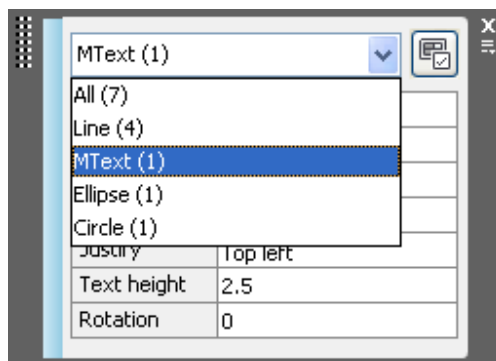 MText (1)
All (7)
Line (4)
MText (1)
Ellipse (1)
Circle (1)
Justify Top left
Text height 2.5
Rotation 0